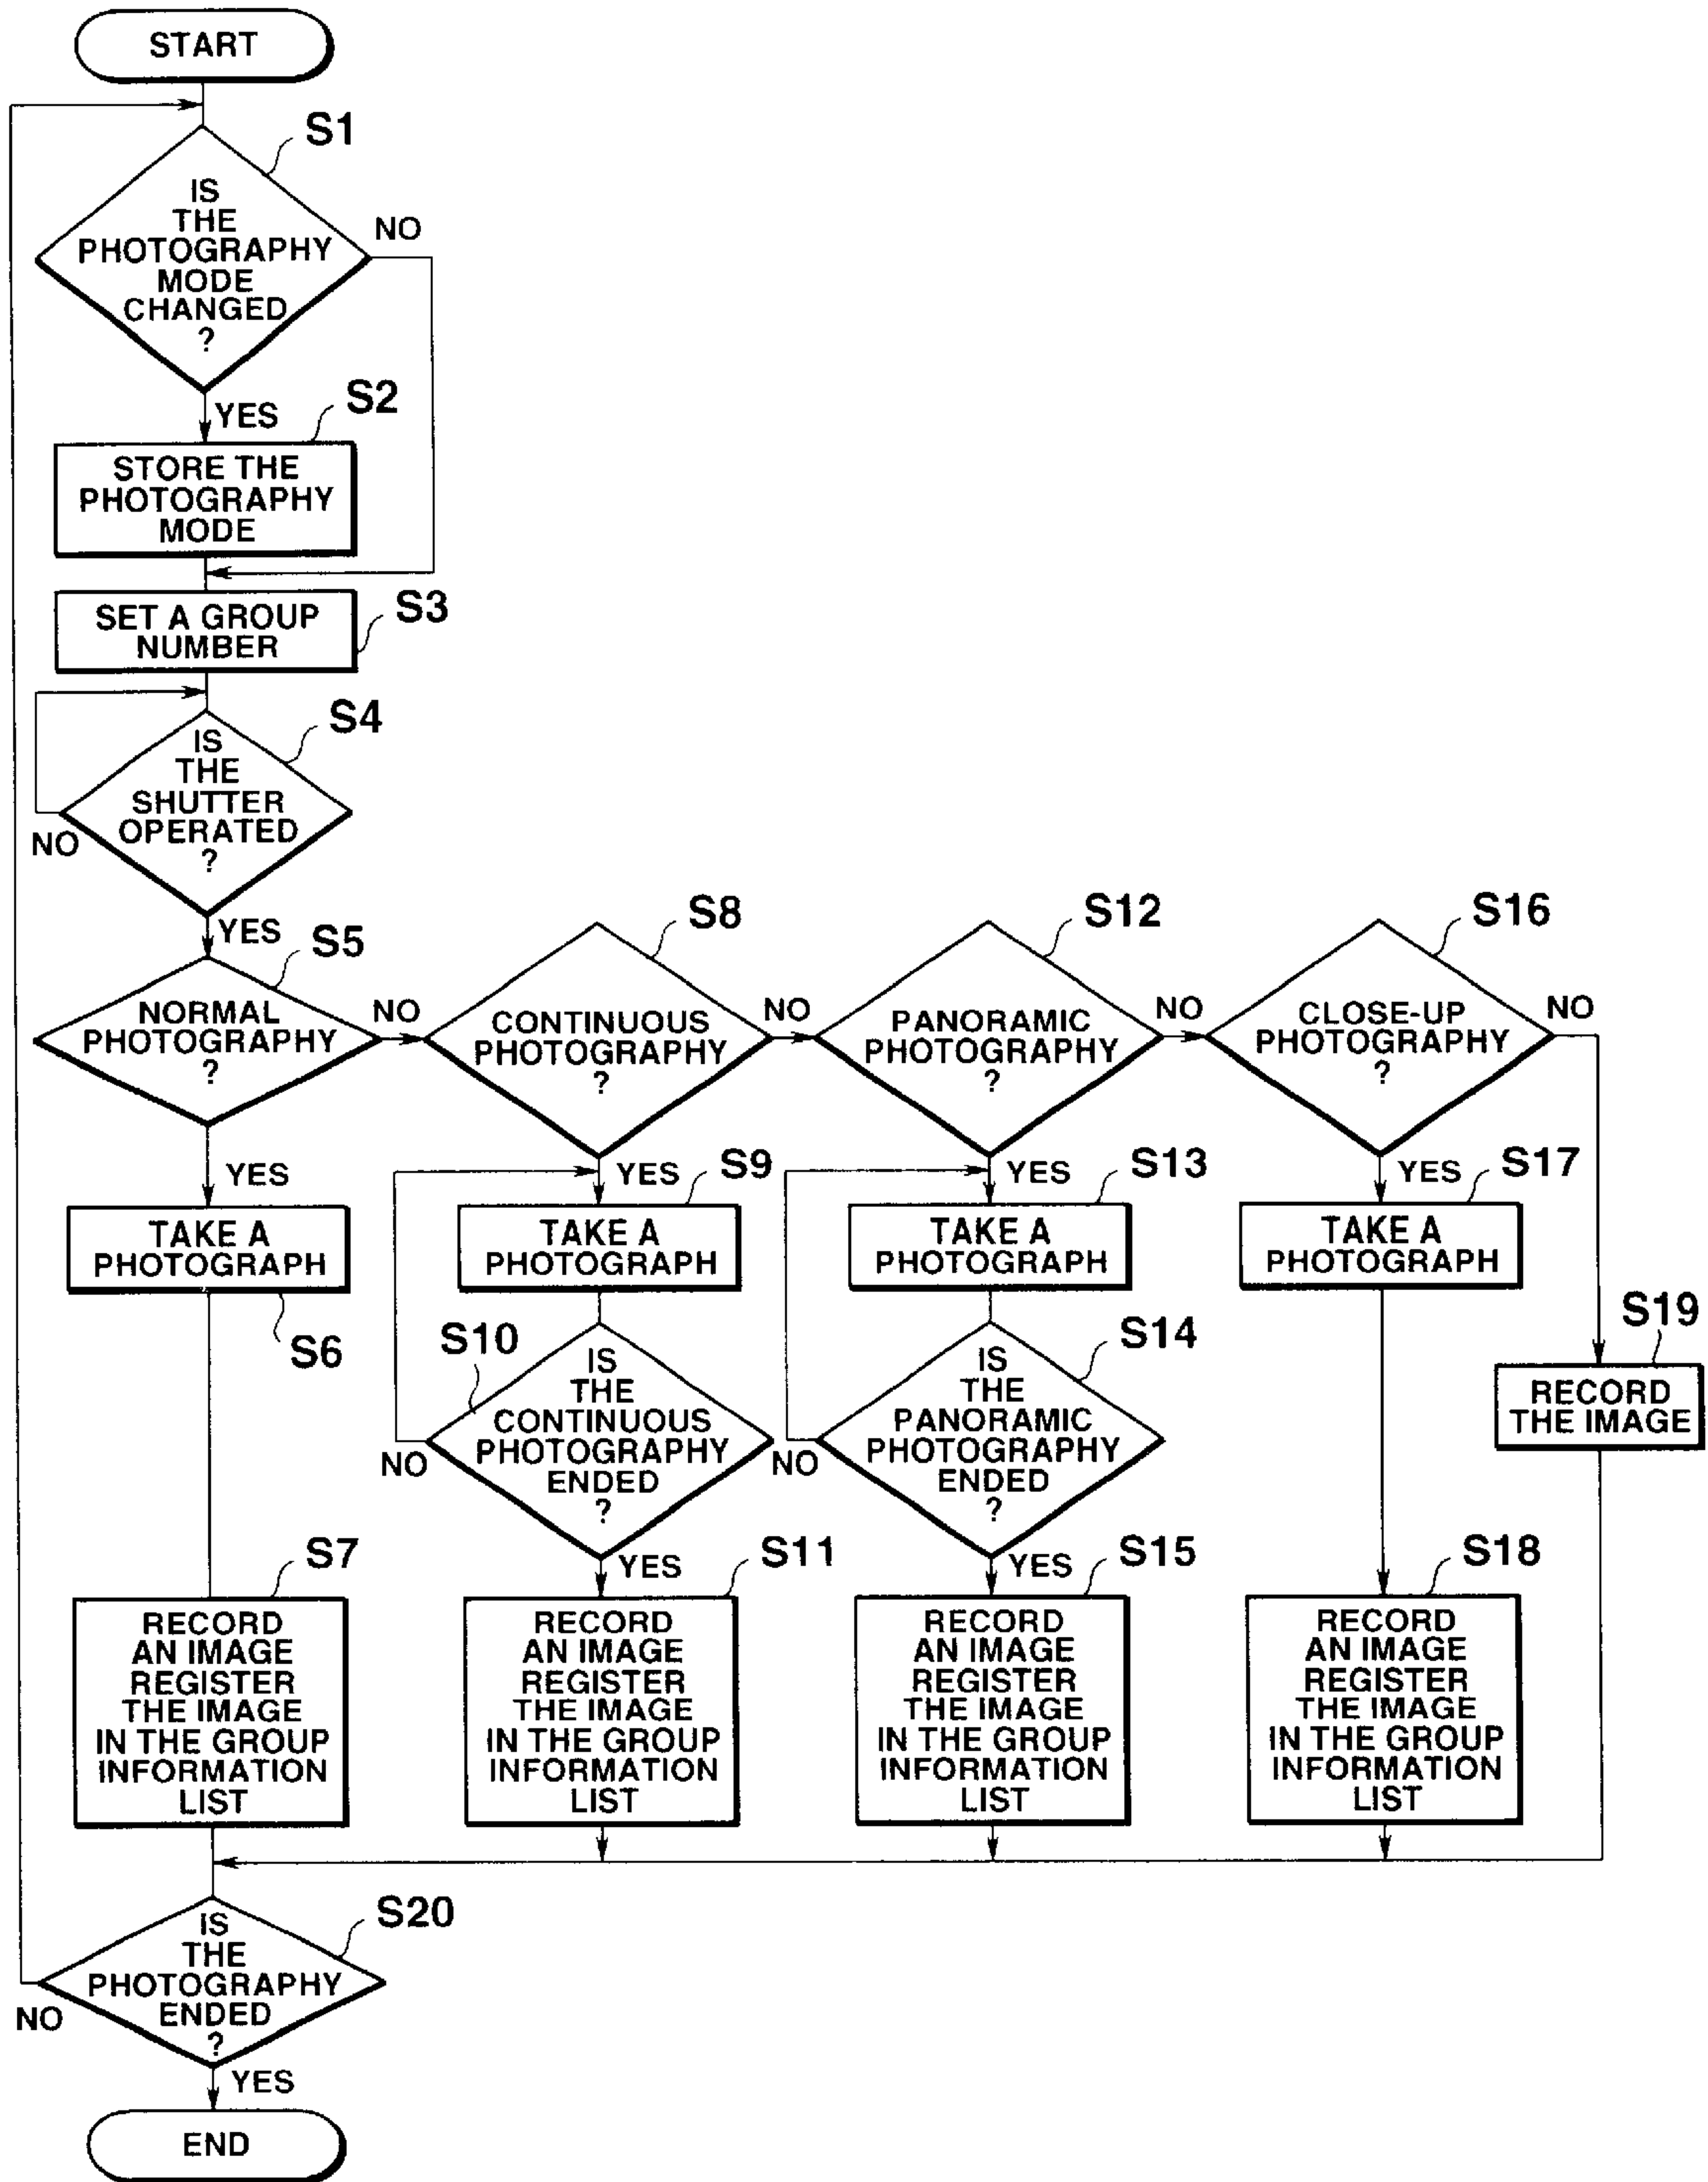 START
S1
IS
THE
PHOTOGRAPHY
MODE
CHANGED
?
NO
YES
S2
STORE THE
PHOTOGRAPHY
MODE
SET A GROUP
NUMBER
S3
S4
IS
THE
SHUTTER
OPERATED
?
NO
YES
S5
NORMAL
PHOTOGRAPHY
?
NO
YES
TAKE A
PHOTOGRAPH
S6
S7
RECORD
AN IMAGE
REGISTER
THE IMAGE
IN THE GROUP
INFORMATION
LIST
S8
CONTINUOUS
PHOTOGRAPHY
?
NO
YES
S9
TAKE A
PHOTOGRAPH
S10
IS
THE
CONTINUOUS
PHOTOGRAPHY
ENDED
?
NO
YES
S11
RECORD
AN IMAGE
REGISTER
THE IMAGE
IN THE GROUP
INFORMATION
LIST
S12
PANORAMIC
PHOTOGRAPHY
?
NO
YES
S13
TAKE A
PHOTOGRAPH
S14
IS
THE
PANORAMIC
PHOTOGRAPHY
ENDED
?
NO
YES
S15
RECORD
AN IMAGE
REGISTER
THE IMAGE
IN THE GROUP
INFORMATION
LIST
S16
CLOSE-UP
PHOTOGRAPHY
?
NO
YES
S17
TAKE A
PHOTOGRAPH
S18
RECORD
AN IMAGE
REGISTER
THE IMAGE
IN THE GROUP
INFORMATION
LIST
S19
RECORD
THE IMAGE
S20
IS
THE
PHOTOGRAPHY
ENDED
?
NO
YES
END